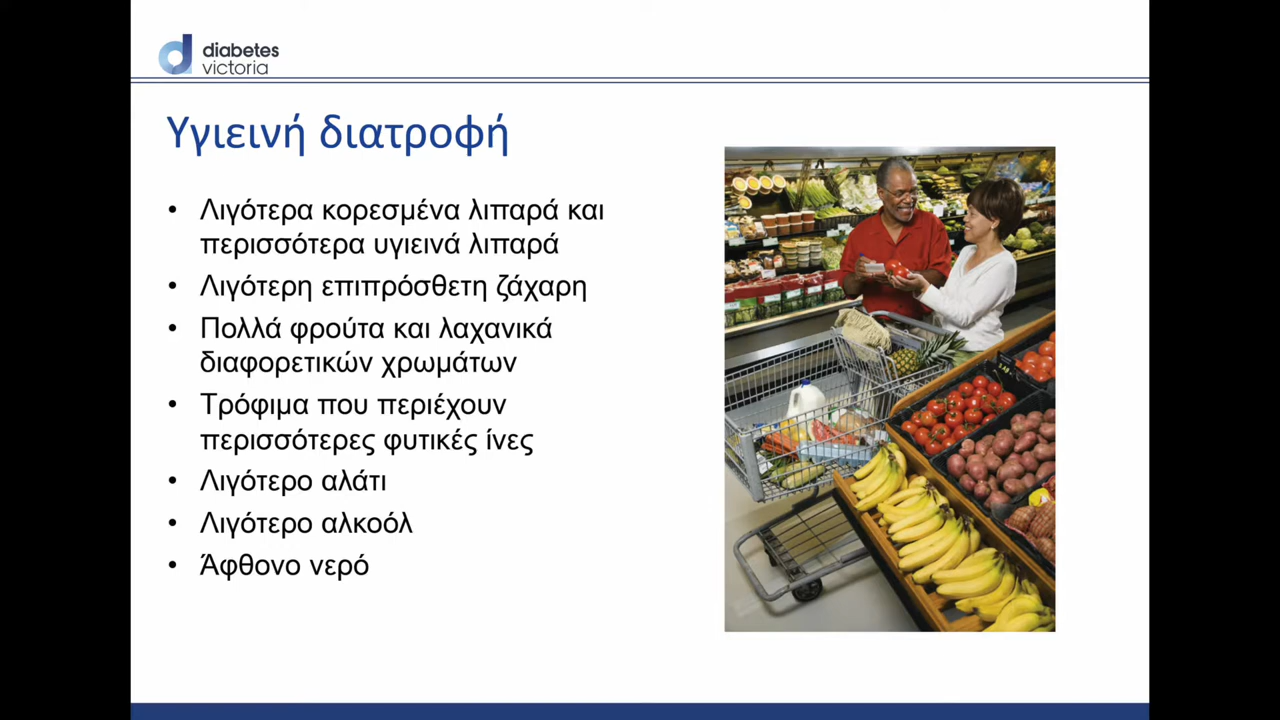 diabetes
victoria
Υγιεινή διατροφή
• Λιγότερα κορεσμένα λιπαρά και
περισσότερα υγιεινά λιπαρά
• Λιγότερη επιπρόσθετη ζάχαρη
• Πολλά φρούτα και λαχανικά
διαφορετικών χρωμάτων
• Τρόφιμα που περιέχουν
περισσότερες φυτικές ίνες
• Λιγότερο αλάτι
• Λιγότερο αλκοόλ
• Άφθονο νερό